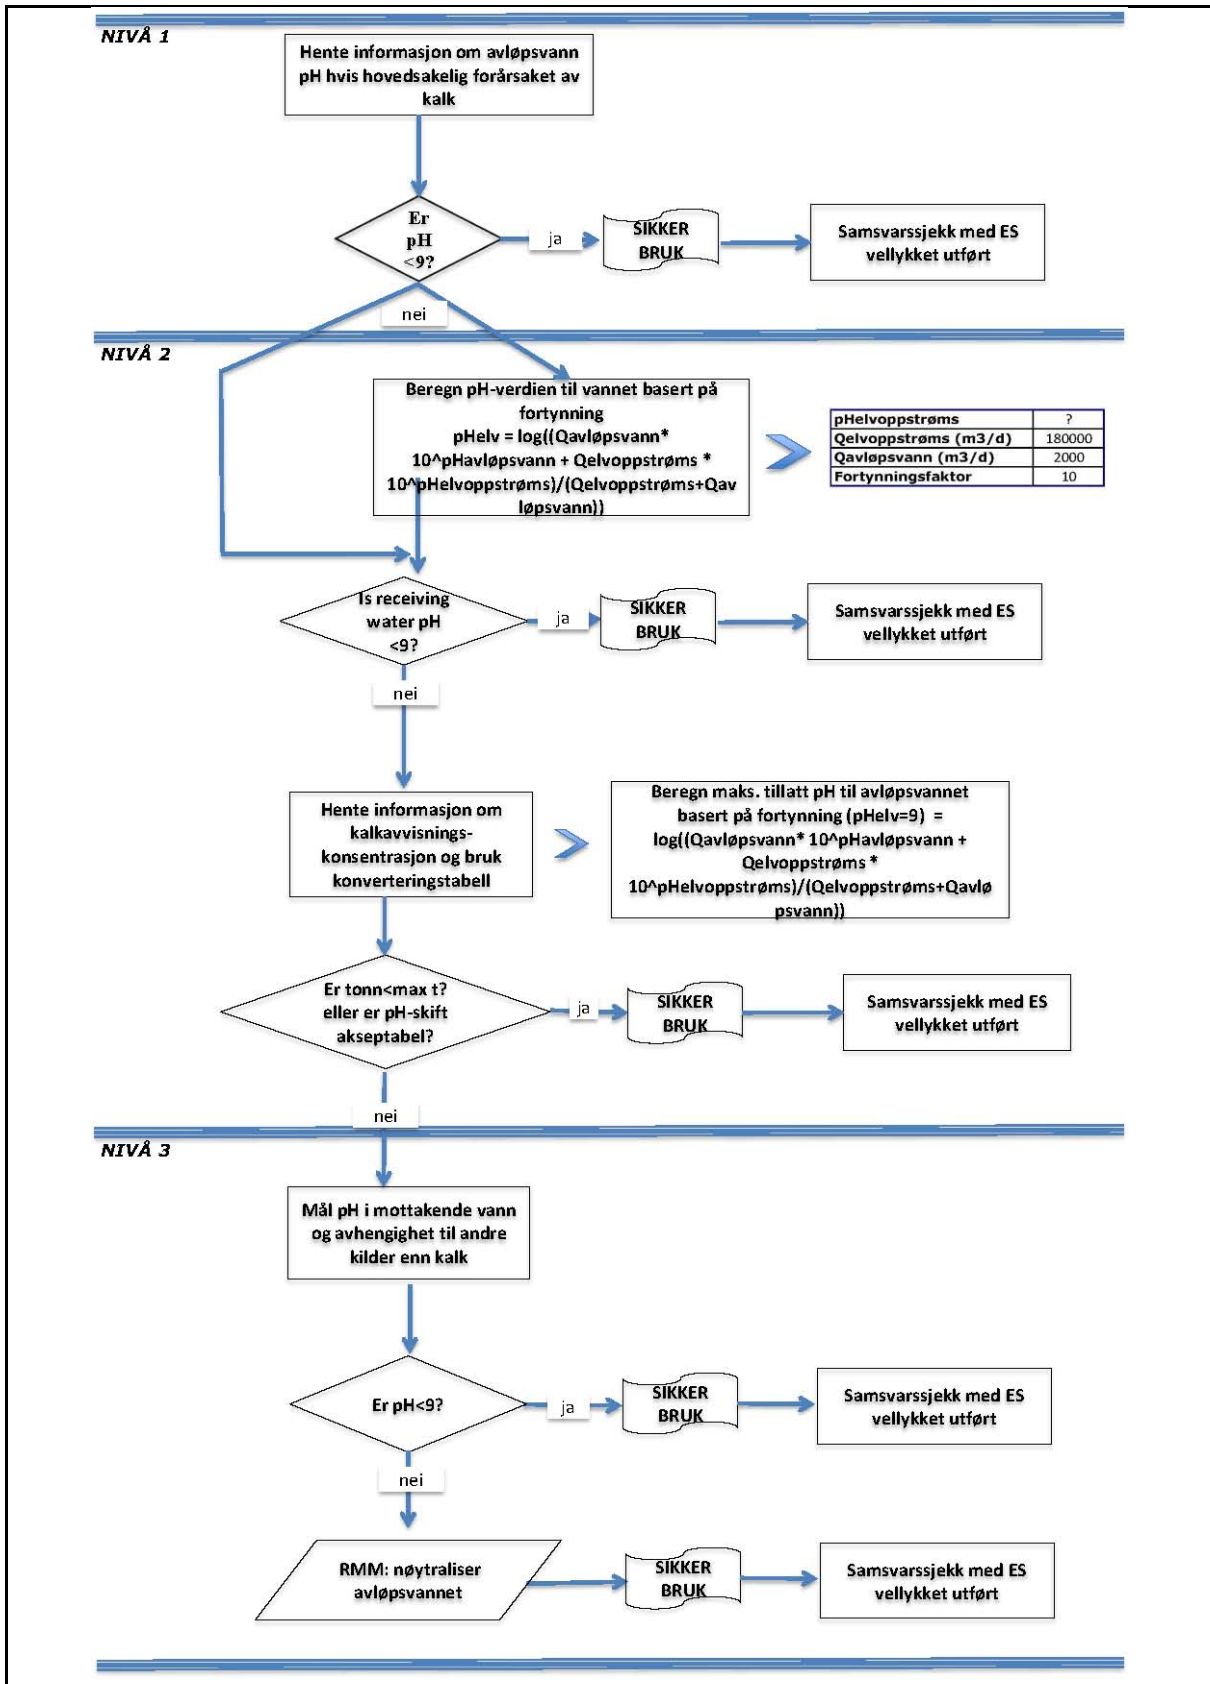 NIVÅ 1
Hente informasjon om avløpsvann
pH hvis hovedsakelig forårsaket av
kalk
Er
pH
<9?
ja
SIKKER
BRUK
Samsvarssjekk med ES
vellykket utført
nei
NIVÅ 2
Beregn pH-verdien til vannet basert på
fortynning
pHelv = log((Qavløpsvann*
10^pHavløpsvann + Qelvoppstrøms *
10^pHelvoppstrøms)/(Qelvoppstrøms+Qav
løpsvann))
pHelvoppstrøms ?
Qelvoppstrøms (m3/d) 180000
Qavløpsvann (m3/d) 2000
Fortynningsfaktor 10
Is receiving
water pH
<9?
ja
SIKKER
BRUK
Samsvarssjekk med ES
vellykket utført
nei
Hente informasjon om
kalkavvisnings-
konsentrasjon og bruk
konverteringstabell
Beregn maks. tillatt pH til avløpsvannet
basert på fortynning (pHelv=9) =
log((Qavløpsvann* 10^pHavløpsvann +
Qelvoppstrøms *
10^pHelvoppstrøms)/(Qelvoppstrøms+Qavlø
psvann))
Er tonn<max t?
eller er pH-skift
akseptabel?
ja
SIKKER
BRUK
Samsvarssjekk med ES
vellykket utført
nei
NIVÅ 3
Mål pH i mottakende vann
og avhengighet til andre
kilder enn kalk
Er pH<9?
ja
SIKKER
BRUK
Samsvarssjekk med ES
vellykket utført
nei
RMM: nøytraliser
avløpsvannet
SIKKER
BRUK
Samsvarssjekk med ES
vellykket utført